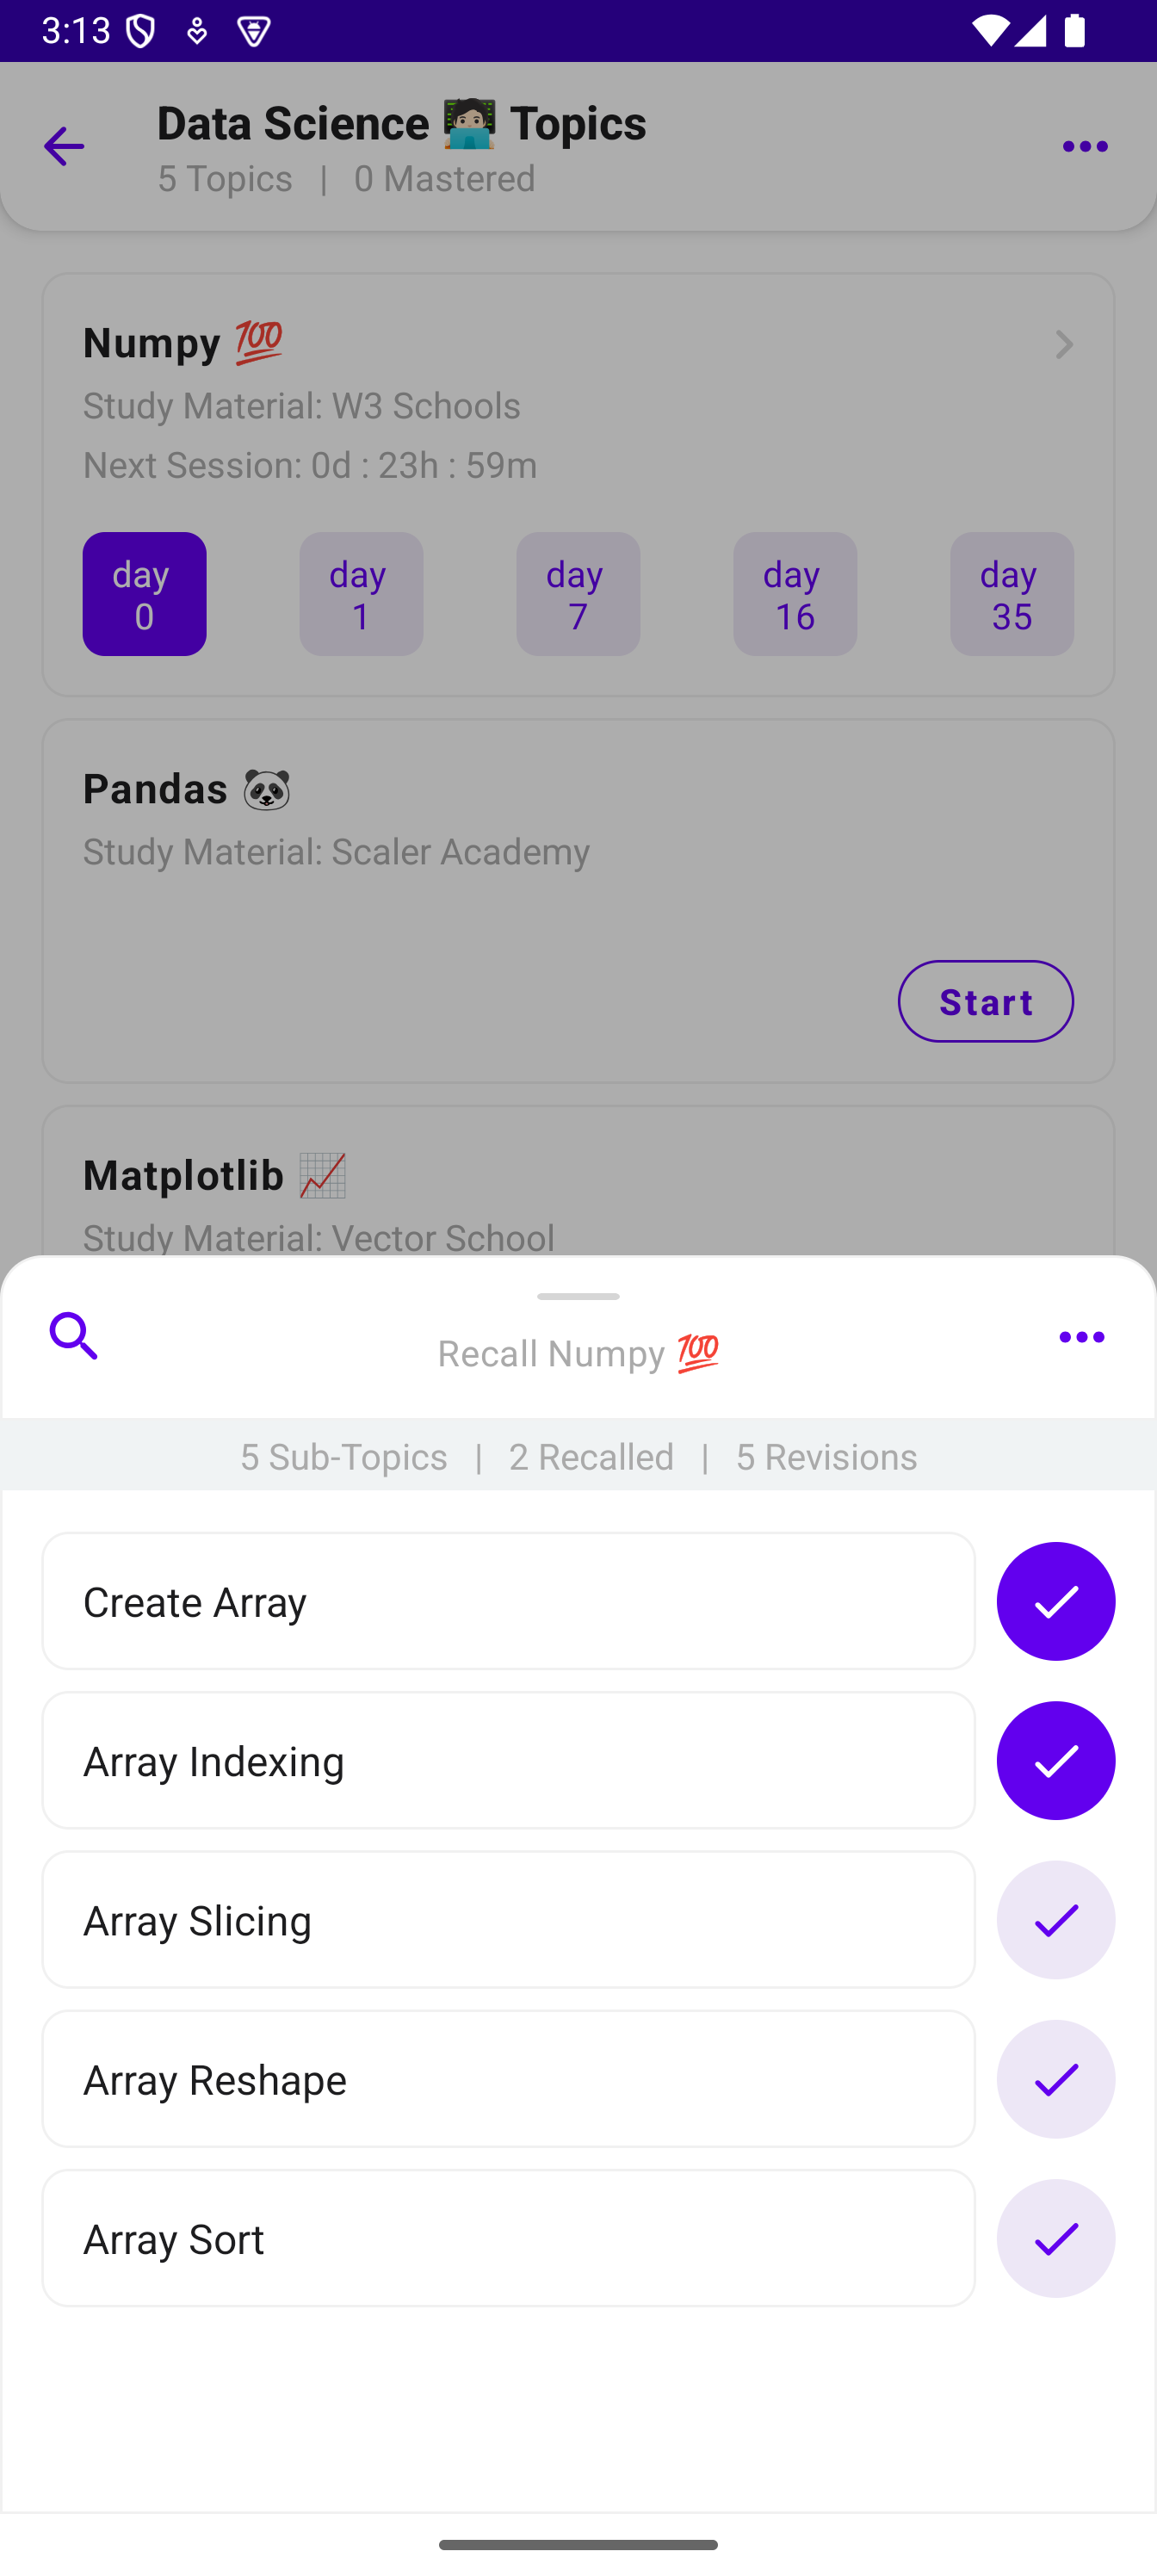 3:13
Data Science 🧑🏻‍💻 Topics
5 Topics | 0 Mastered
Numpy 💯
Study Material: W3 Schools
Next Session: 0d : 23h : 59m
day 0
day 1
day 7
day 16
day 35
Pandas 🐼
Study Material: Scaler Academy
Start
Matplotlib 📈
Study Material: Vector School
Recall Numpy 💯
5 Sub-Topics | 2 Recalled | 5 Revisions
Create Array
Array Indexing
Array Slicing
Array Reshape
Array Sort